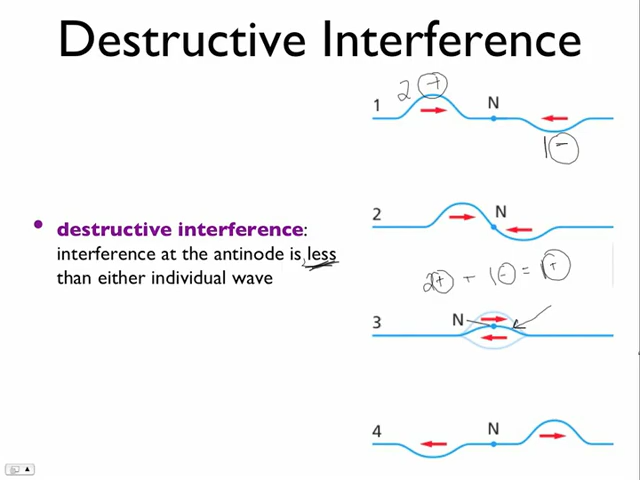 Destructive Interference
2 +
1 N
1 -
2 N
• destructive interference:
interference at the antinode is less
than either individual wave
2+ + 1- = 1+
3 N
4 N